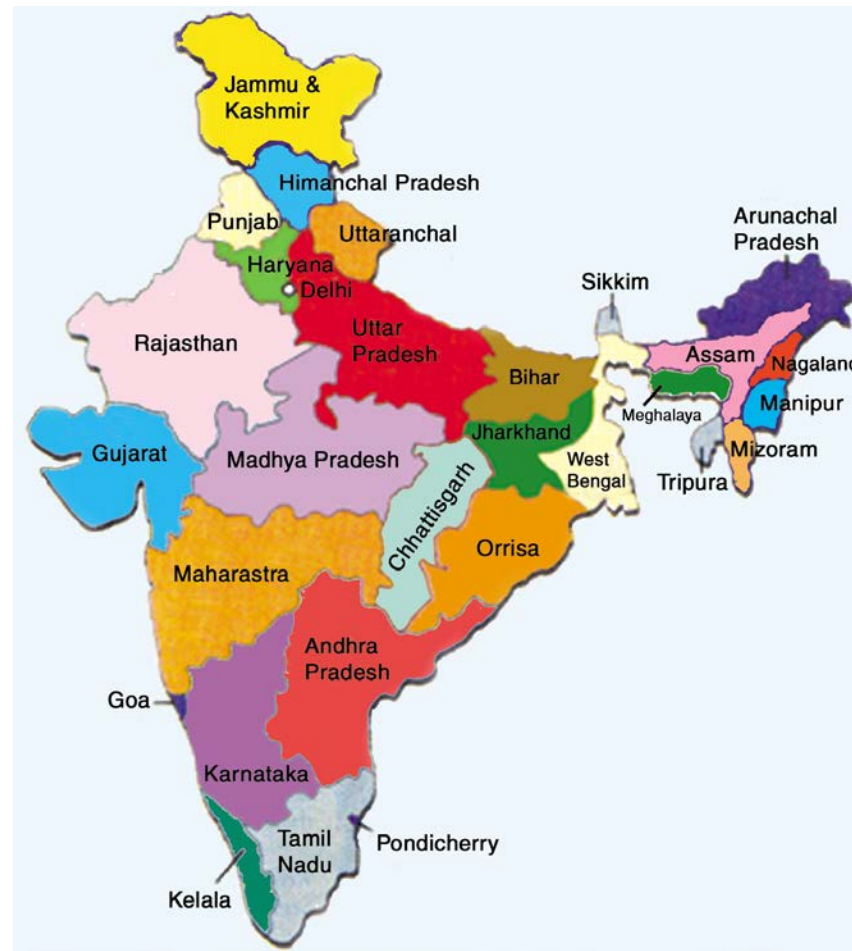 Jammu &
Kashmir
Himanchal Pradesh
Punjab
Uttaranchal
Arunachal
Pradesh
Haryana
Delhi
Sikkim
Rajasthan
Uttar
Pradesh
Assam
Nagaland
Bihar
Meghalaya
Manipur
Jharkhand
Gujarat
Madhya Pradesh
West
Bengal
Mizoram
Tripura
Chhattisgarh
Orrisa
Maharastra
Andhra
Pradesh
Goa
Karnataka
Tamil
Nadu
Pondicherry
Kelala